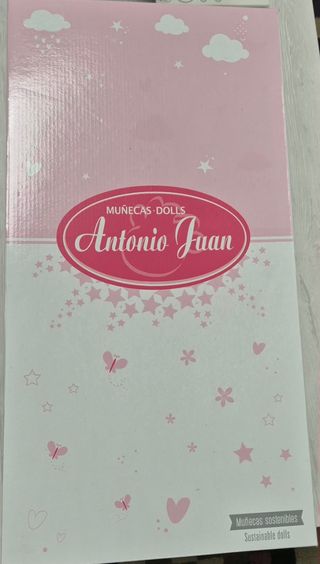 MUÑECAS·DOLLS
Antonio Juan
Muñecas sostenibles
Sustainable dolls